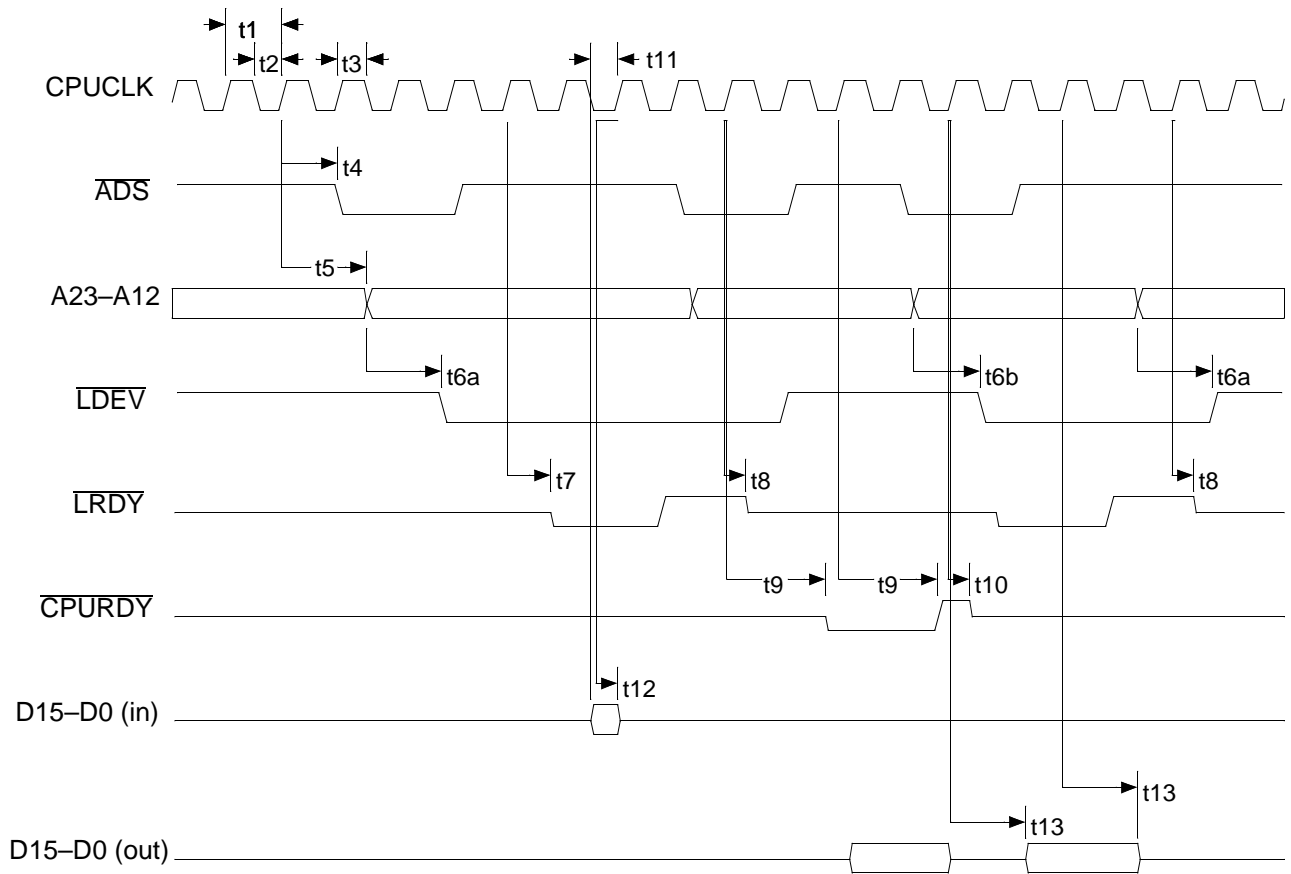 t1
t2
t3
t11
CPUCLK
t4
ADS
t5
A23–A12
t6a
t6b
t6a
LDEV
t7
t8
t8
LRDY
t9
t9
t10
CPURDY
t12
D15–D0 (in)
t13
t13
D15–D0 (out)